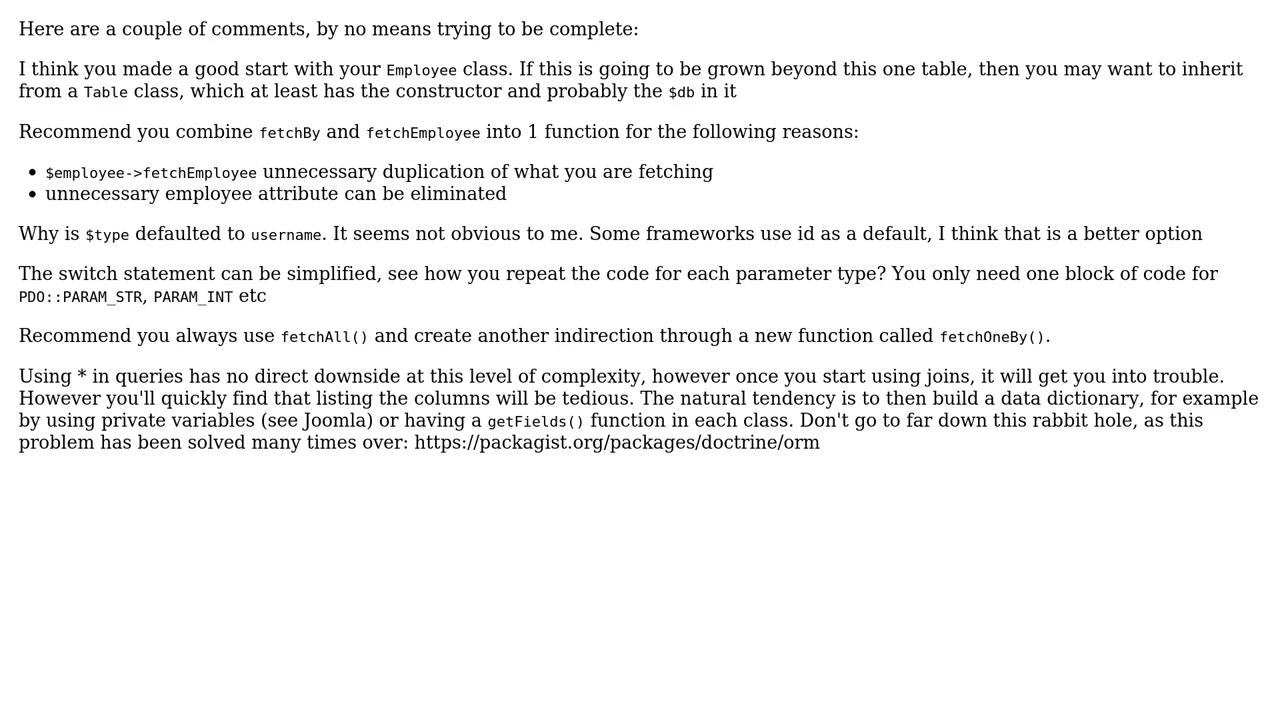 Here are a couple of comments, by no means trying to be complete:
I think you made a good start with your Employee class. If this is going to be grown beyond this one table, then you may want to inherit
from a Table class, which at least has the constructor and probably the $db in it
Recommend you combine fetchBy and fetchEmployee into 1 function for the following reasons:
• $employee->fetchEmployee unnecessary duplication of what you are fetching
• unnecessary employee attribute can be eliminated
Why is $type defaulted to username. It seems not obvious to me. Some frameworks use id as a default, I think that is a better option
The switch statement can be simplified, see how you repeat the code for each parameter type? You only need one block of code for
PDO::PARAM_STR, PARAM_INT etc
Recommend you always use fetchAll() and create another indirection through a new function called fetchOneBy().
Using * in queries has no direct downside at this level of complexity, however once you start using joins, it will get you into trouble.
However you'll quickly find that listing the columns will be tedious. The natural tendency is to then build a data dictionary, for example
by using private variables (see Joomla) or having a getFields() function in each class. Don't go to far down this rabbit hole, as this
problem has been solved many times over: https://packagist.org/packages/doctrine/orm